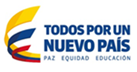 TODOS POR UN
NUEVO PAÍS
PAZ EQUIDAD EDUCACIÓN